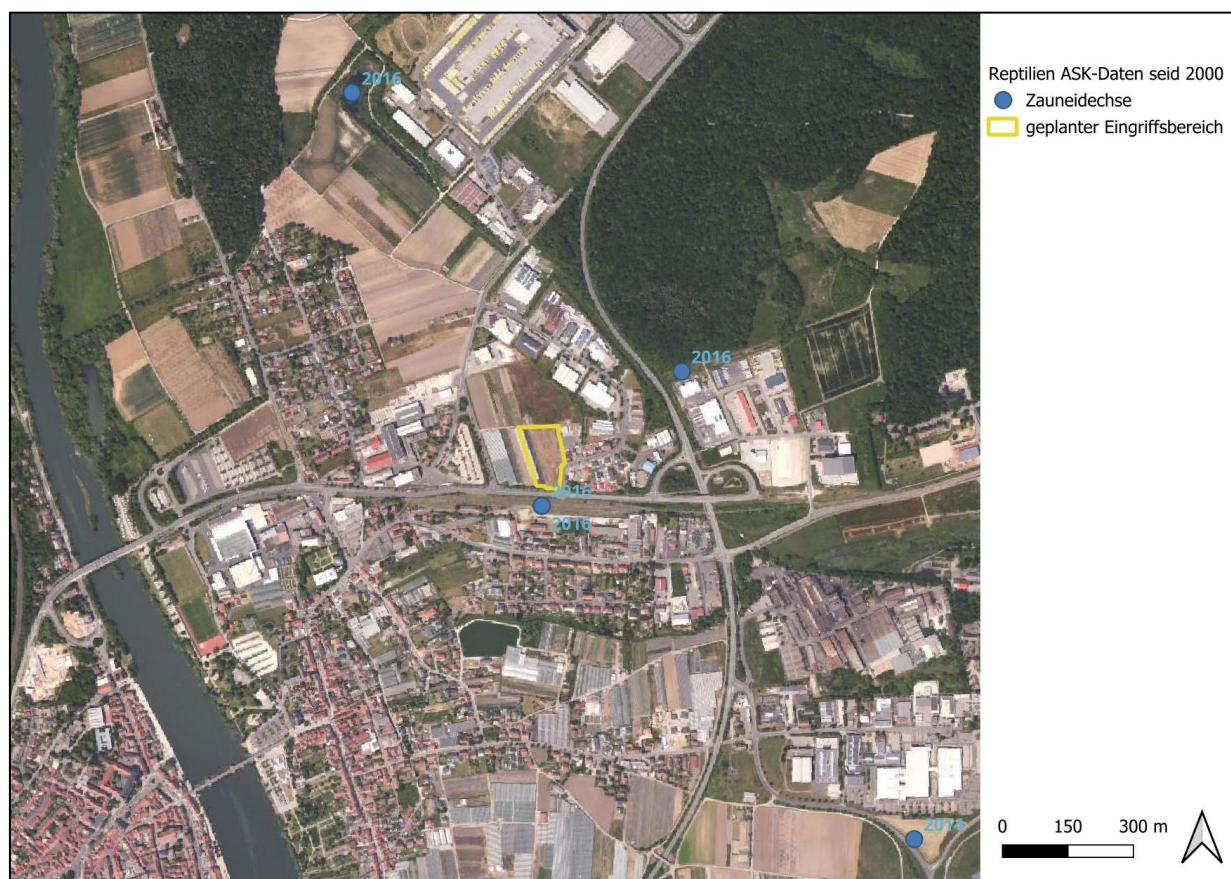 2016
Reptilien ASK-Daten seid 2000
Zauneidechse
geplanter Eingriffsbereich
2016
2016
2016
2014
0 150 300 m